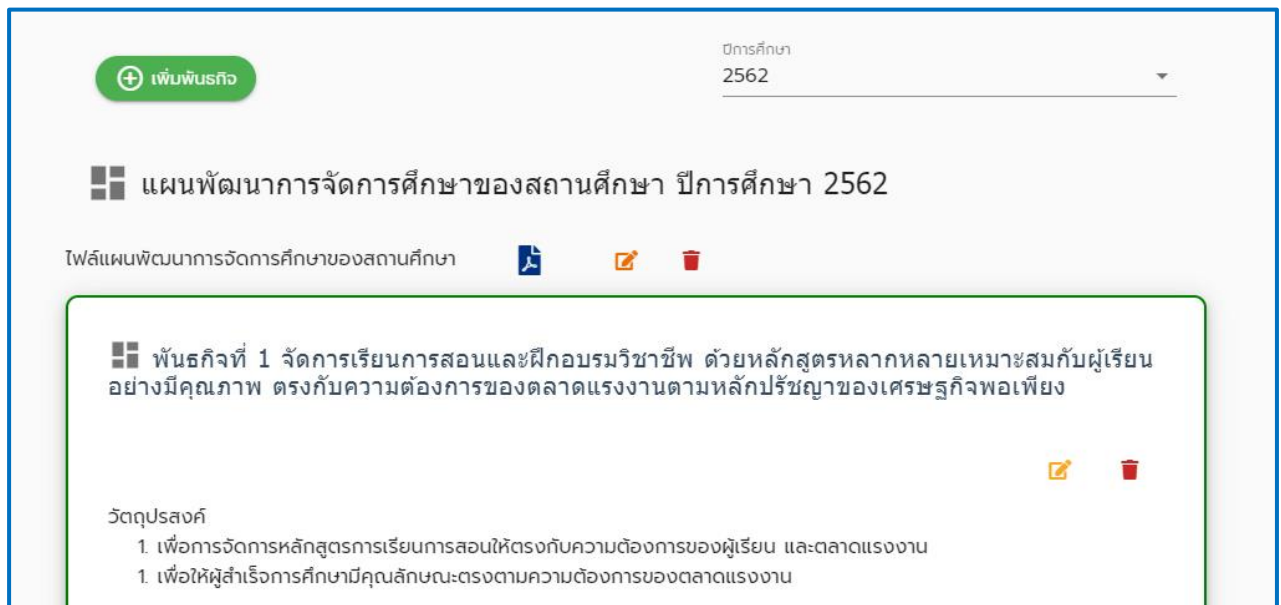 เพิ่มพันธกิจ
ปีการศึกษา
2562
แผนพัฒนาการจัดการศึกษาของสถานศึกษา ปีการศึกษา 2562
ไฟล์แผนพัฒนาการจัดการศึกษาของสถานศึกษา
พันธกิจที่ 1 จัดการเรียนการสอนและฝึกอบรมวิชาชีพ ด้วยหลักสูตรหลากหลายเหมาะสมกับผู้เรียน
อย่างมีคุณภาพ ตรงกับความต้องการของตลาดแรงงานตามหลักปรัชญาของเศรษฐกิจพอเพียง
วัตถุปรสงค์
1. เพื่อการจัดการหลักสูตรการเรียนการสอนให้ตรงกับความต้องการของผู้เรียน และตลาดแรงงาน
1. เพื่อให้ผู้สำเร็จการศึกษามีคุณลักษณะตรงตามความต้องการของตลาดแรงงาน